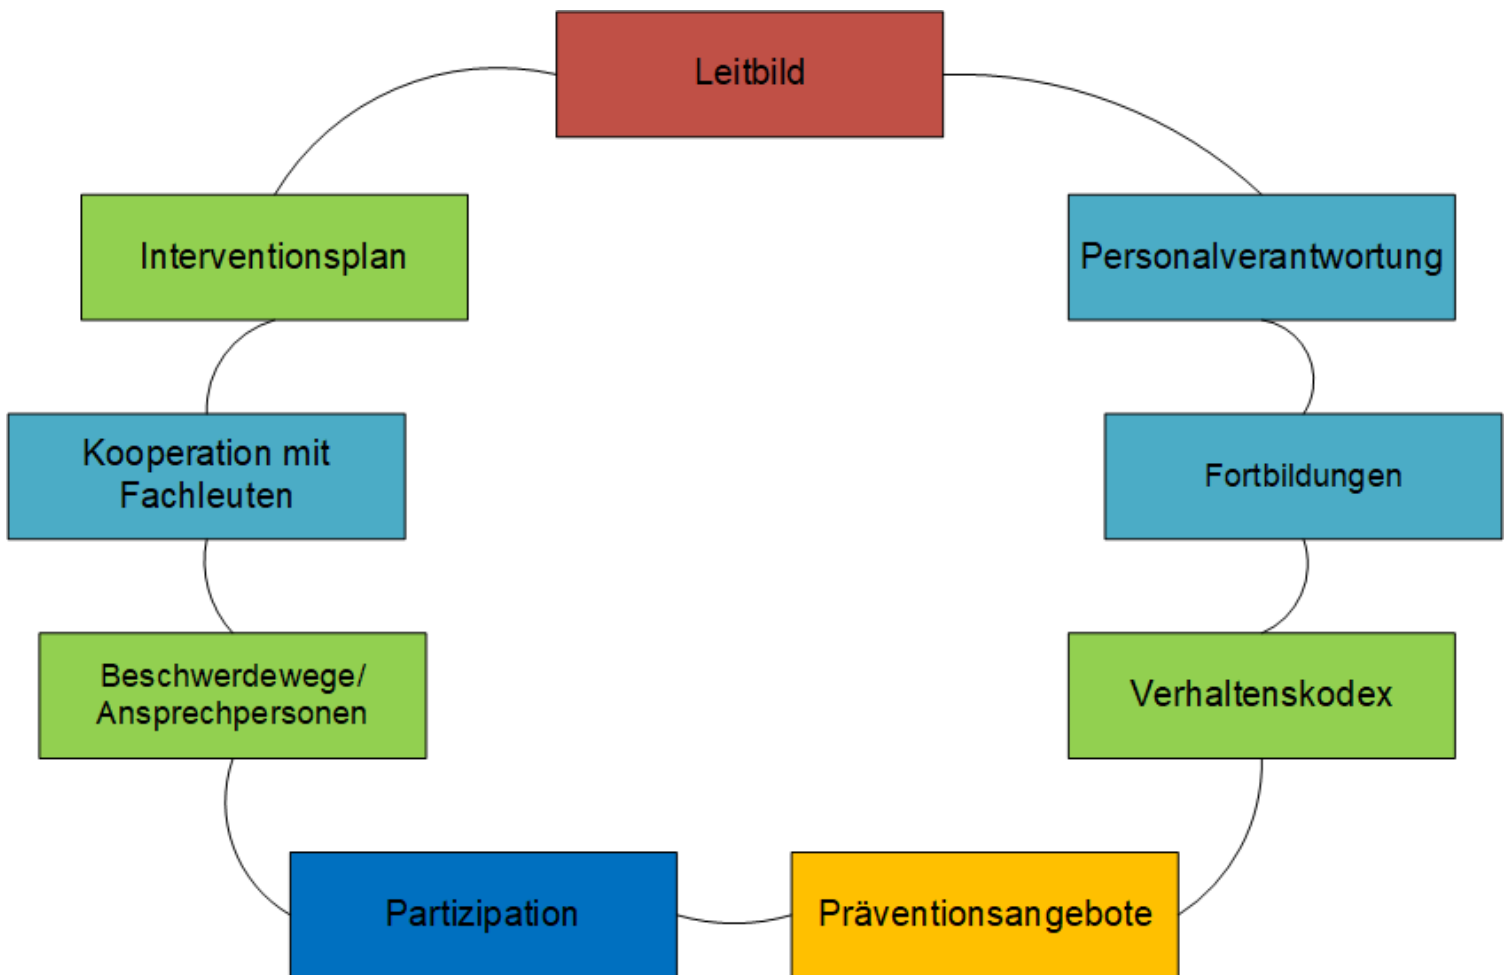 Leitbild
Interventionsplan
Personalverantwortung
Kooperation mit
Fachleuten
Fortbildungen
Beschwerdewege/
Ansprechpersonen
Verhaltenskodex
Partizipation
Präventionsangebote